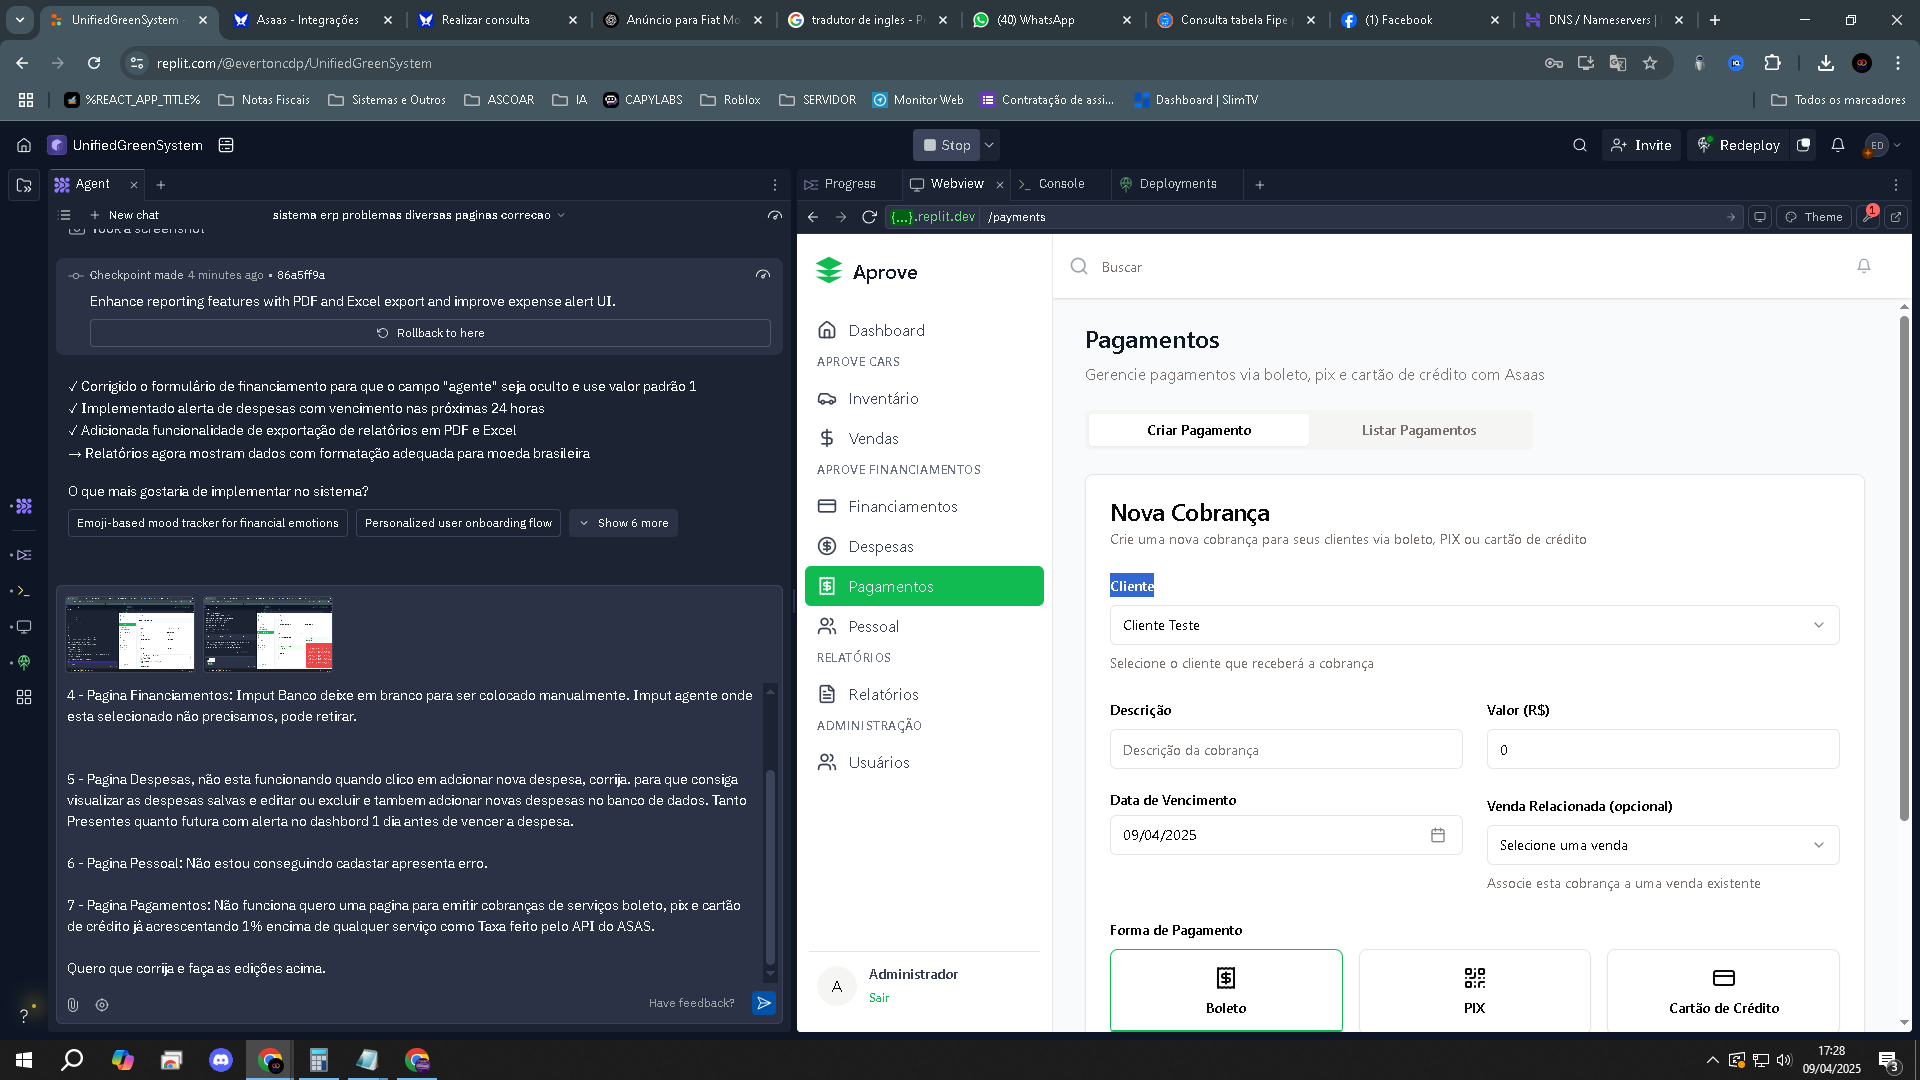 UnifiedGreenSystem -
Asaas - Integrações
Realizar consulta
Anúncio para Fiat Mo
tradutor de ingles - P
(40) WhatsApp
Consulta tabela Fipe
(1) Facebook
DNS / Nameservers |
replit.com/@evertoncdp/UnifiedGreenSystem
%REACT_APP_TITLE%
Notas Fiscais
Sistemas e Outros
ASCOAR
IA
CAPYLABS
Roblox
SERVIDOR
Monitor Web
Contratação de assi...
Dashboard | SlimTV
Todos os marcadores
UnifiedGreenSystem
Stop
Invite
Redeploy
ED
Agent
New chat
sistema erp problemas diversas paginas correcao
Took a screenshot
Checkpoint made 4 minutes ago • 86a5ff9a
Enhance reporting features with PDF and Excel export and improve expense alert UI.
Rollback to here
✓ Corrigido o formulário de financiamento para que o campo "agente" seja oculto e use valor padrão 1
✓ Implementado alerta de despesas com vencimento nas próximas 24 horas
✓ Adicionada funcionalidade de exportação de relatórios em PDF e Excel
→ Relatórios agora mostram dados com formatação adequada para moeda brasileira
O que mais gostaria de implementar no sistema?
Emoji-based mood tracker for financial emotions
Personalized user onboarding flow
Show 6 more
4 - Pagina Financiamentos: Imput Banco deixe em branco para ser colocado manualmente. Imput agente onde
esta selecionado não precisamos, pode retirar.
5 - Pagina Despesas, não esta funcionando quando clico em adcionar nova despesa, corrija. para que consiga
visualizar as despesas salvas e editar ou excluir e tambem adcionar novas despesas no banco de dados. Tanto
Presentes quanto futura com alerta no dashbord 1 dia antes de vencer a despesa.
6 - Pagina Pessoal: Não estou conseguindo cadastar apresenta erro.
7 - Pagina Pagamentos: Não funciona quero uma pagina para emitir cobranças de serviços boleto, pix e cartão
de crédito já acrescentando 1% encima de qualquer serviço como Taxa feito pelo API do ASAS.
Quero que corrija e faça as edições acima.
Have feedback?
Progress
Webview
Console
Deployments
{...}.replit.dev
/payments
Theme
1
Aprove
Dashboard
APROVE CARS
Inventário
Vendas
APROVE FINANCIAMENTOS
Financiamentos
Despesas
Pagamentos
Pessoal
RELATÓRIOS
Relatórios
ADMINISTRAÇÃO
Usuários
A
Administrador
Sair
Buscar
Pagamentos
Gerencie pagamentos via boleto, pix e cartão de crédito com Asaas
Criar Pagamento
Listar Pagamentos
Nova Cobrança
Crie uma nova cobrança para seus clientes via boleto, PIX ou cartão de crédito
Cliente
Cliente Teste
Selecione o cliente que receberá a cobrança
Descrição
Descrição da cobrança
Valor (R$)
0
Data de Vencimento
09/04/2025
Venda Relacionada (opcional)
Selecione uma venda
Associe esta cobrança a uma venda existente
Forma de Pagamento
Boleto
PIX
Cartão de Crédito
17:28
09/04/2025
3